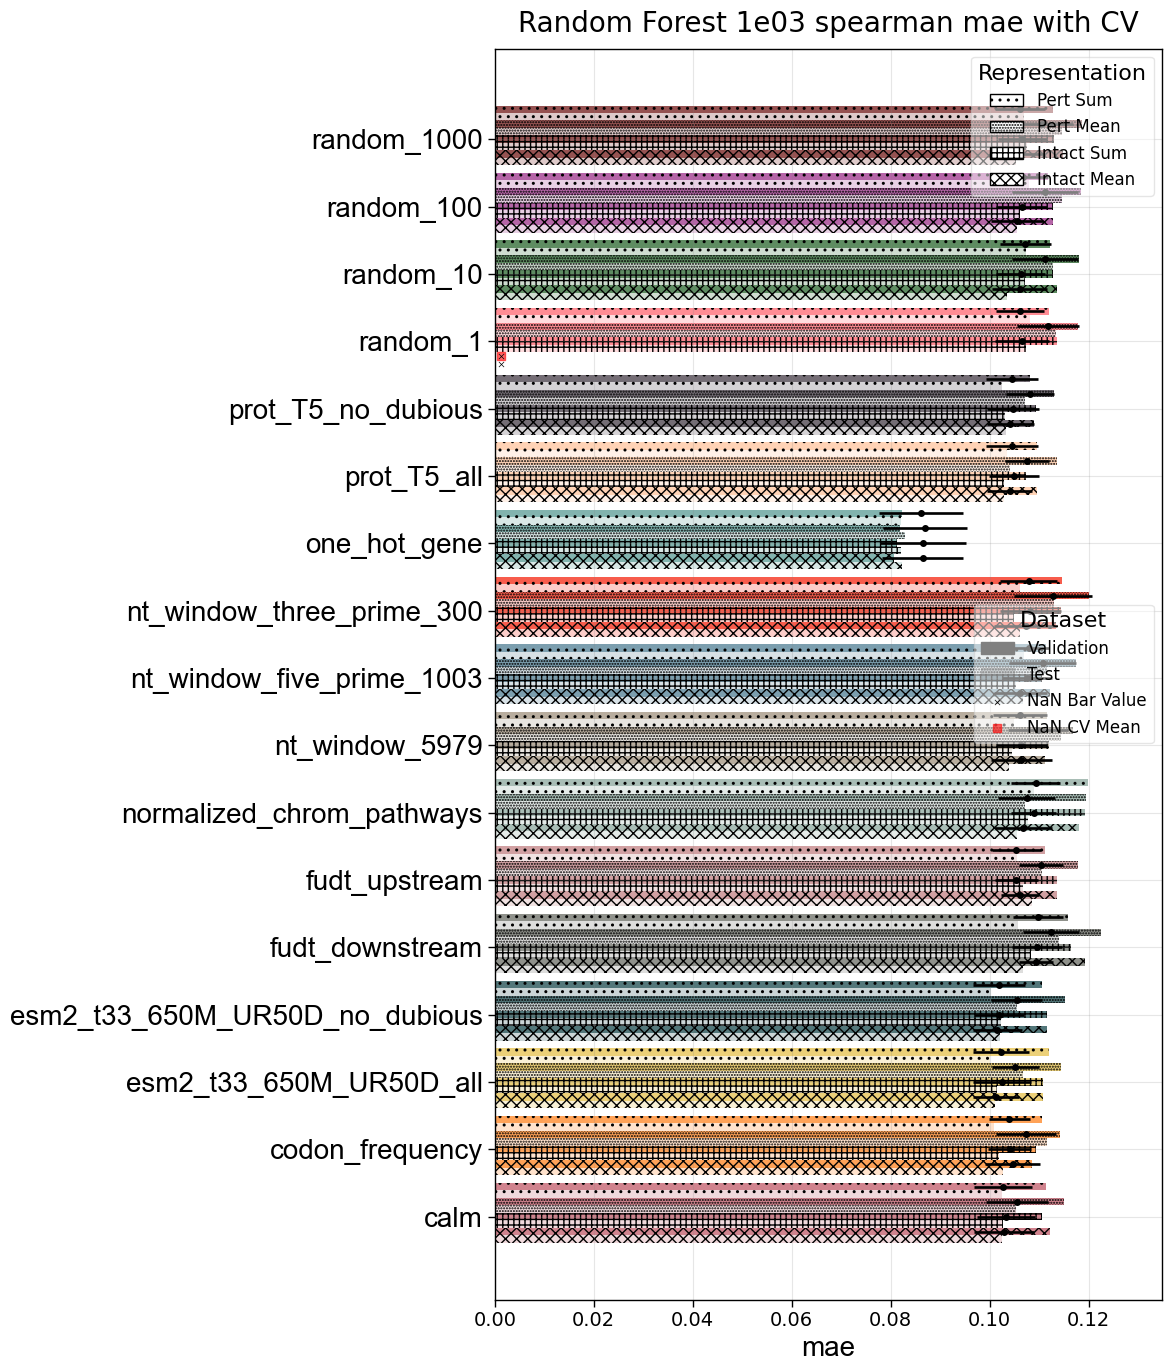 Random Forest 1e03 spearman mae with CV
Representation
Pert Sum
Pert Mean
Intact Sum
Intact Mean
random_1000
random_100
random_10
random_1
prot_T5_no_dubious
prot_T5_all
one_hot_gene
nt_window_three_prime_300
Dataset
Validation
nt_window_five_prime_1003
Test
NaN Bar Value
NaN CV Mean
nt_window_5979
normalized_chrom_pathways
fudt_upstream
fudt_downstream
esm2_t33_650M_UR50D_no_dubious
esm2_t33_650M_UR50D_all
codon_frequency
calm
0.00 0.02 0.04 0.06 0.08 0.10 0.12
mae